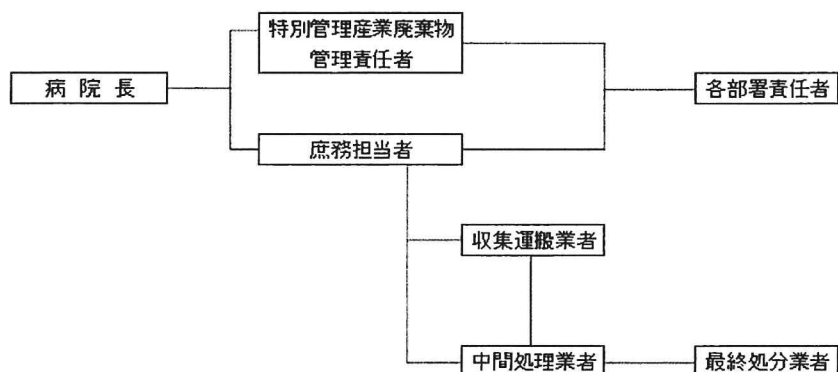 特別管理産業廃棄物
管理責任者
病院長
各部署責任者
庶務担当者
収集運搬業者
中間処理業者
最終処分業者